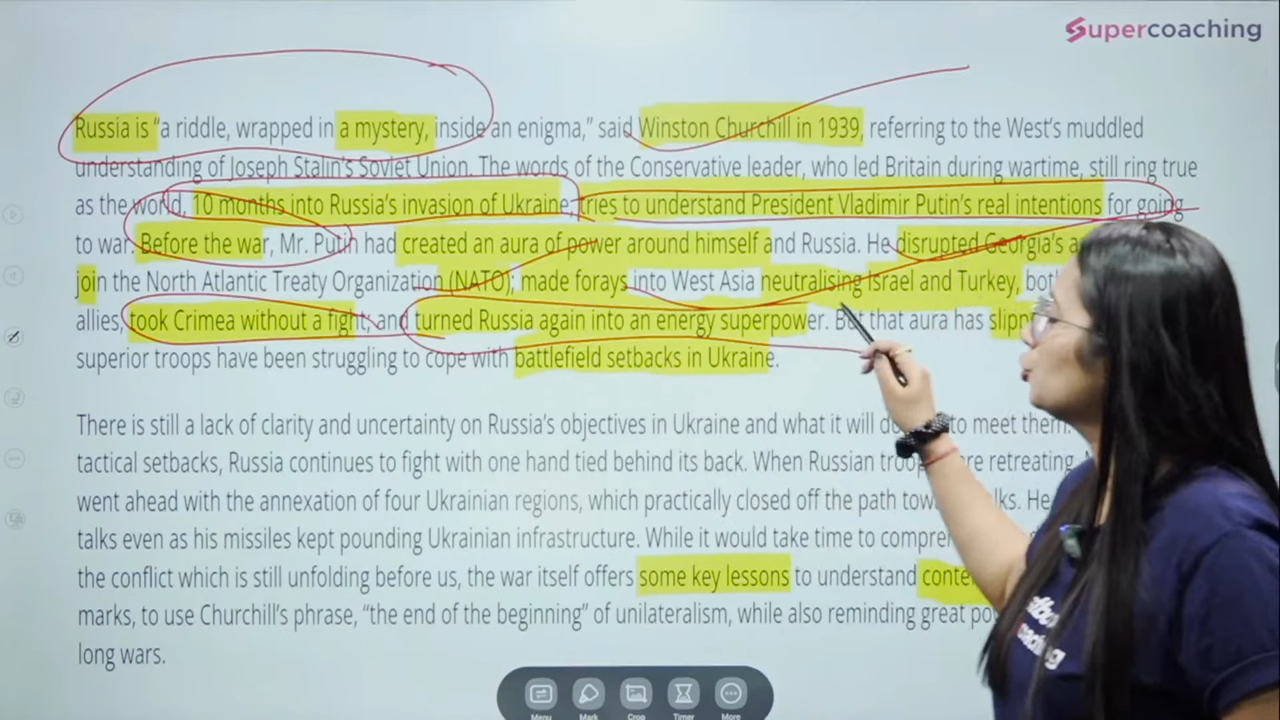 Supercoaching
Russia is “a riddle, wrapped in a mystery, inside an enigma,” said Winston Churchill in 1939, referring to the West’s muddled
understanding of Joseph Stalin’s Soviet Union. The words of the Conservative leader, who led Britain during wartime, still ring true
as the world, 10 months into Russia’s invasion of Ukraine, tries to understand President Vladimir Putin’s real intentions for going
to war. Before the war, Mr. Putin had created an aura of power around himself and Russia. He disrupted Georgia’s
join the North Atlantic Treaty Organization (NATO); made forays into West Asia neutralising Israel and Turkey,
allies, took Crimea without a fight; and turned Russia again into an energy superpower. But that aura has
superior troops have been struggling to cope with battlefield setbacks in Ukraine.
There is still a lack of clarity and uncertainty on Russia’s objectives in Ukraine and what it will to meet them.
tactical setbacks, Russia continues to fight with one hand tied behind its back. When Russian retreating,
went ahead with the annexation of four Ukrainian regions, which practically closed off the path He
talks even as his missiles kept pounding Ukrainian infrastructure. While it would take time to
the conflict which is still unfolding before us, the war itself offers some key lessons to understand
marks, to use Churchill’s phrase, “the end of the beginning” of unilateralism, while also reminding great
long wars.
Menu Mark Crop Timer More